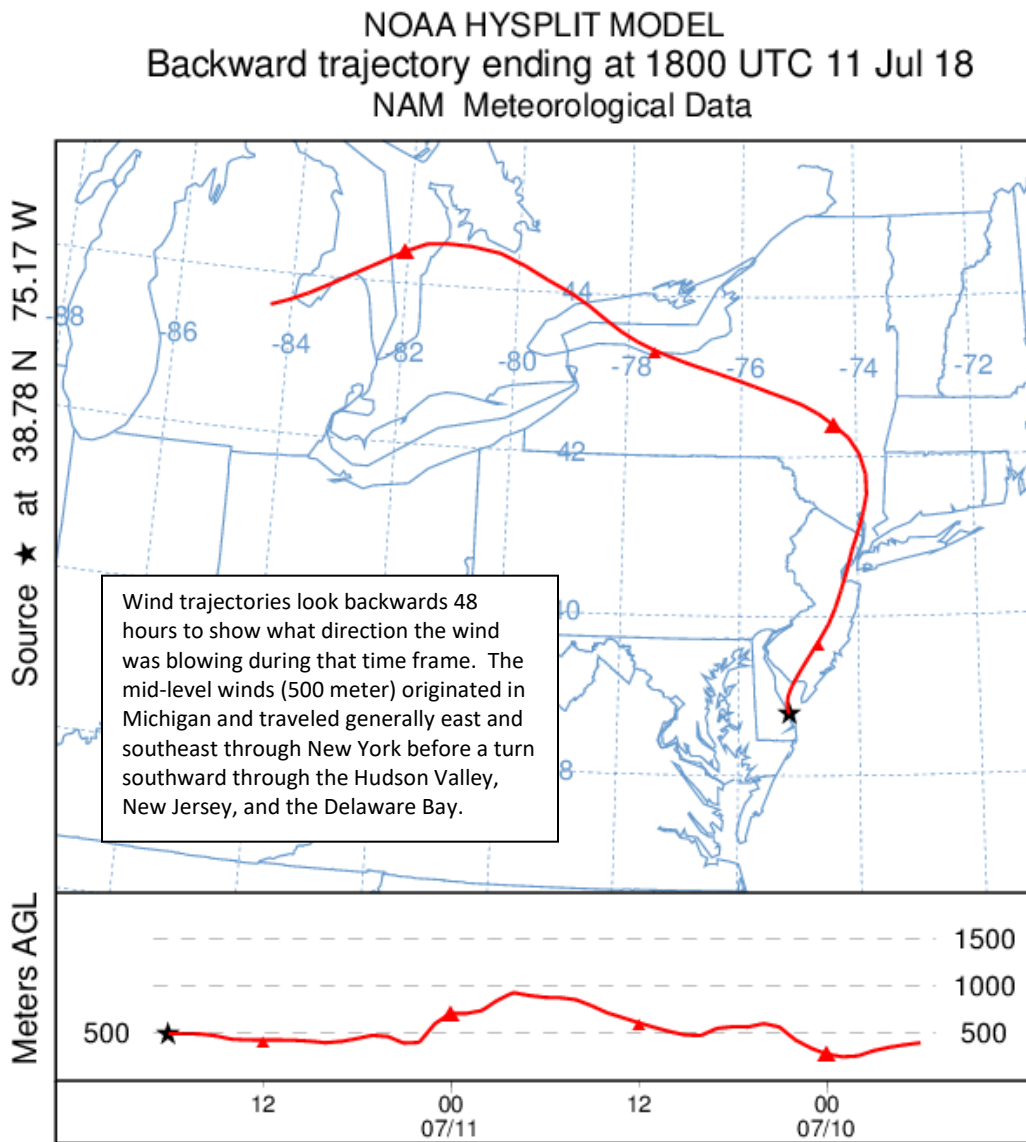 NOAA HYSPLIT MODEL
Backward trajectory ending at 1800 UTC 11 Jul 18
NAM Meteorological Data
Source ★ at 38.78 N 75.17 W
44
-88
-86
-84
-82
-80
-78
-76
-74
-72
42
40
8
Wind trajectories look backwards 48
hours to show what direction the wind
was blowing during that time frame. The
mid-level winds (500 meter) originated in
Michigan and traveled generally east and
southeast through New York before a turn
southward through the Hudson Valley,
New Jersey, and the Delaware Bay.
Meters AGL
1500
1000
500
500
12
00
12
00
07/11
07/10